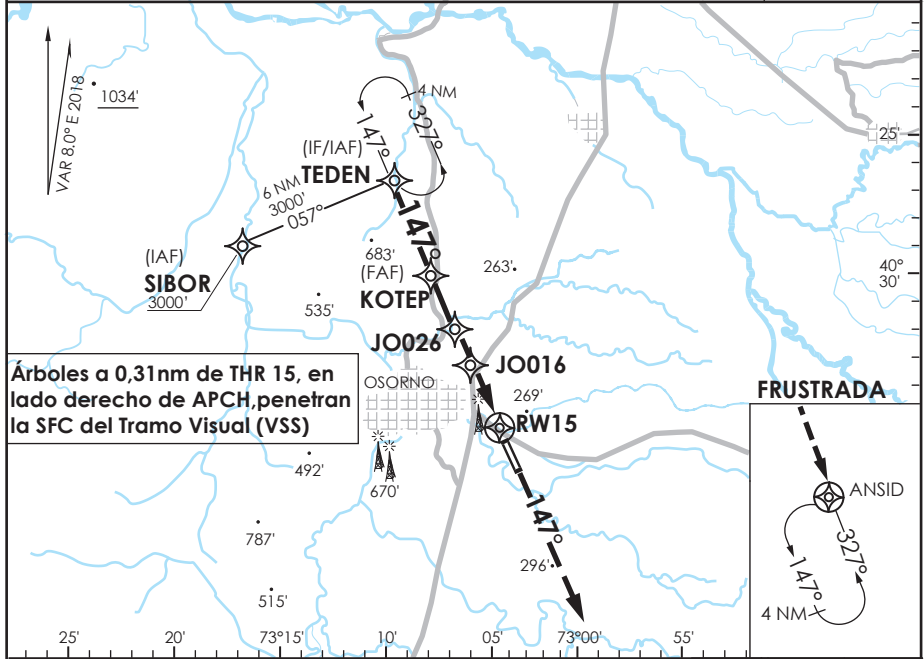 VAR 8.0° E 2018
1034'
4 NM
147°
327°
(IF/IAF)
TEDEN
6 NM
3000'
057°
(IAF)
SIBOR
3000'
147°
683'
(FAF)
KOTEP
263'
535'
JO026
JO016
25'
40°
30'
Árboles a 0,31nm de THR 15, en
lado derecho de APCH,penetran
la SFC del Tramo Visual (VSS)
OSORNO
269'
RW15
492'
670'
787'
147°
296'
515'
FRUSTRADA
ANSID
327°
147°
4 NM
25'
20'
73°15'
10'
05'
73°00'
55'